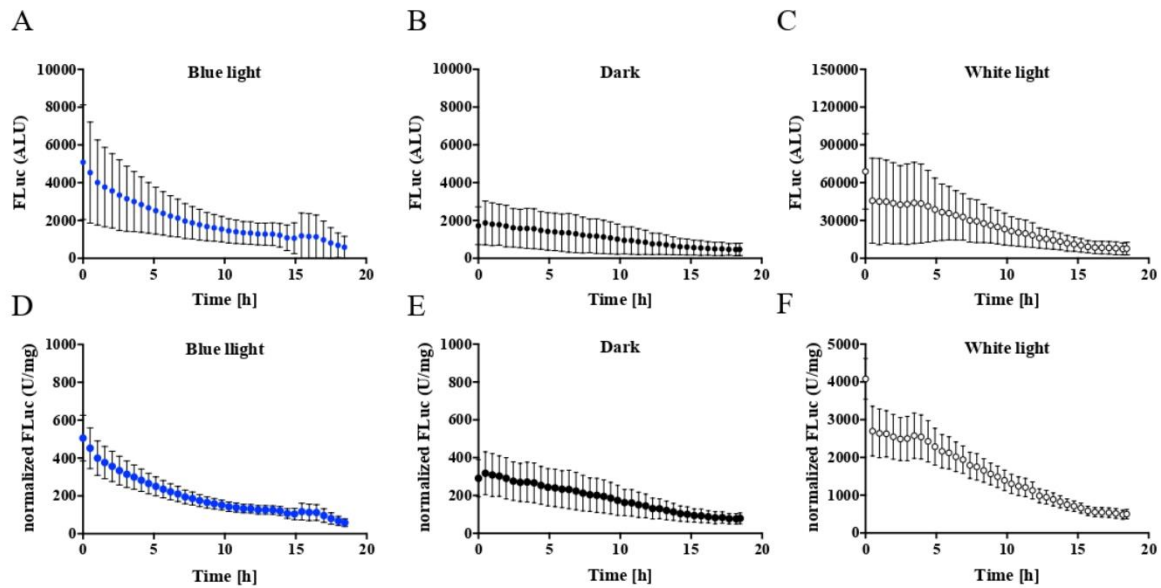 A
B
C
Blue light
Dark
White light
10000
8000
6000
4000
2000
0
FLuc (ALU)
0 5 10 15 20
Time [h]
10000
8000
6000
4000
2000
0
FLuc (ALU)
0 5 10 15 20
Time [h]
150000
120000
90000
60000
30000
0
FLuc (ALU)
0 5 10 15 20
Time [h]
D
E
F
Blue llight
Dark
White light
1000
800
600
400
200
0
normalized FLuc (U/mg)
0 5 10 15 20
Time [h]
1000
800
600
400
200
0
normalized FLuc (U/mg)
0 5 10 15 20
Time [h]
5000
4000
3000
2000
1000
0
normalized FLuc (U/mg)
0 5 10 15 20
Time [h]